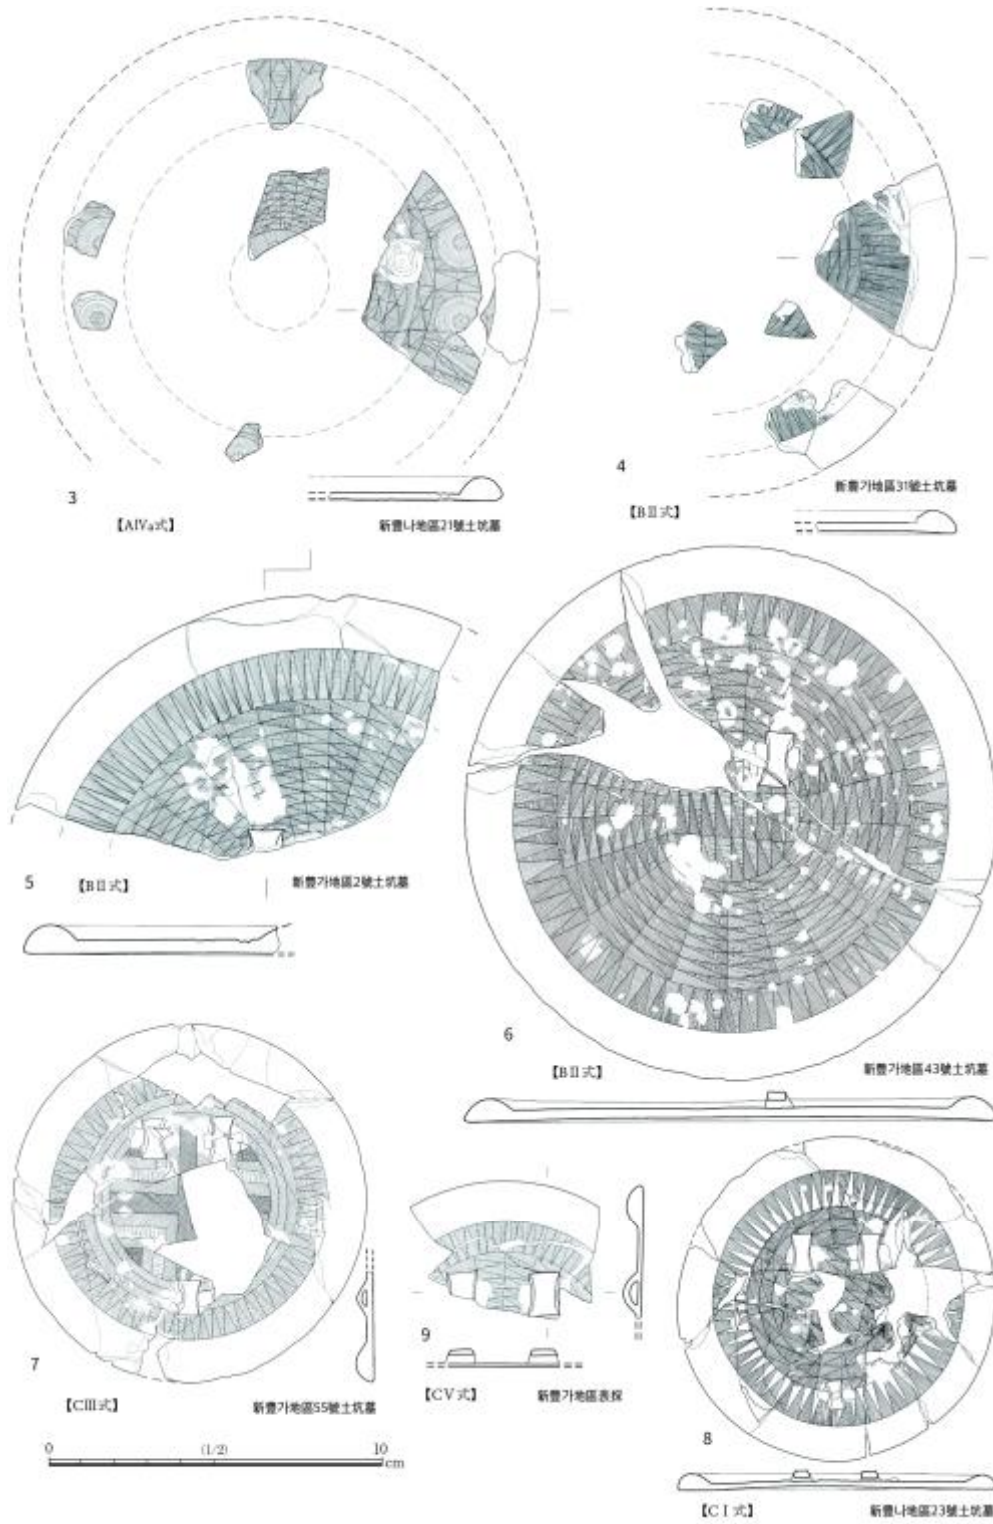 3
【AⅣa式】
新豊나地區21號土坑墓
4
【BⅡ式】
新豊가地區31號土坑墓
5
【BⅡ式】
新豊가地區2號土坑墓
6
【BⅡ式】
新豊가地區43號土坑墓
7
【CⅢ式】
新豊가地區55號土坑墓
9
【CⅤ式】
新豊가地區表採
8
【CⅠ式】
新豊나地區23號土坑墓
0 (1/2) 10
cm